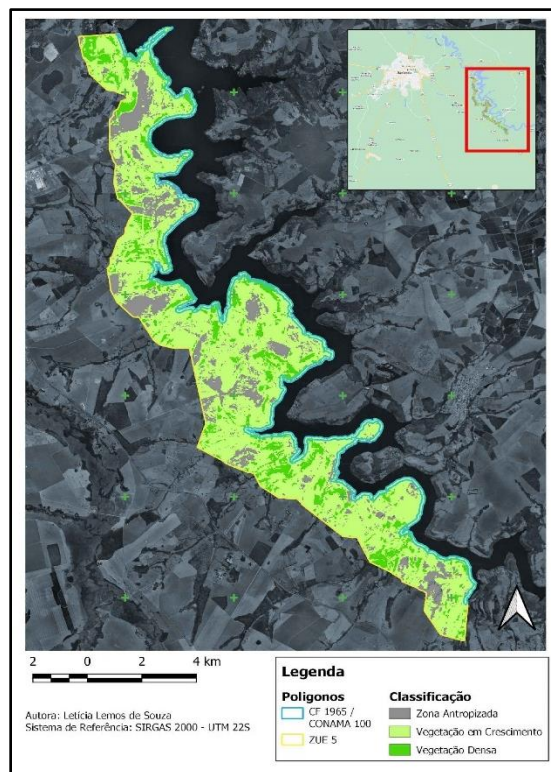 2 0 2 4 km
Autora: Letícia Lemos de Souza
Sistema de Referência: SIRGAS 2000 - UTM 22S
Legenda
Poligonos
CF 1965 /
CONAMA 100
ZUE 5
Classificação
Zona Antropizada
Vegetação em Crescimento
Vegetação Densa